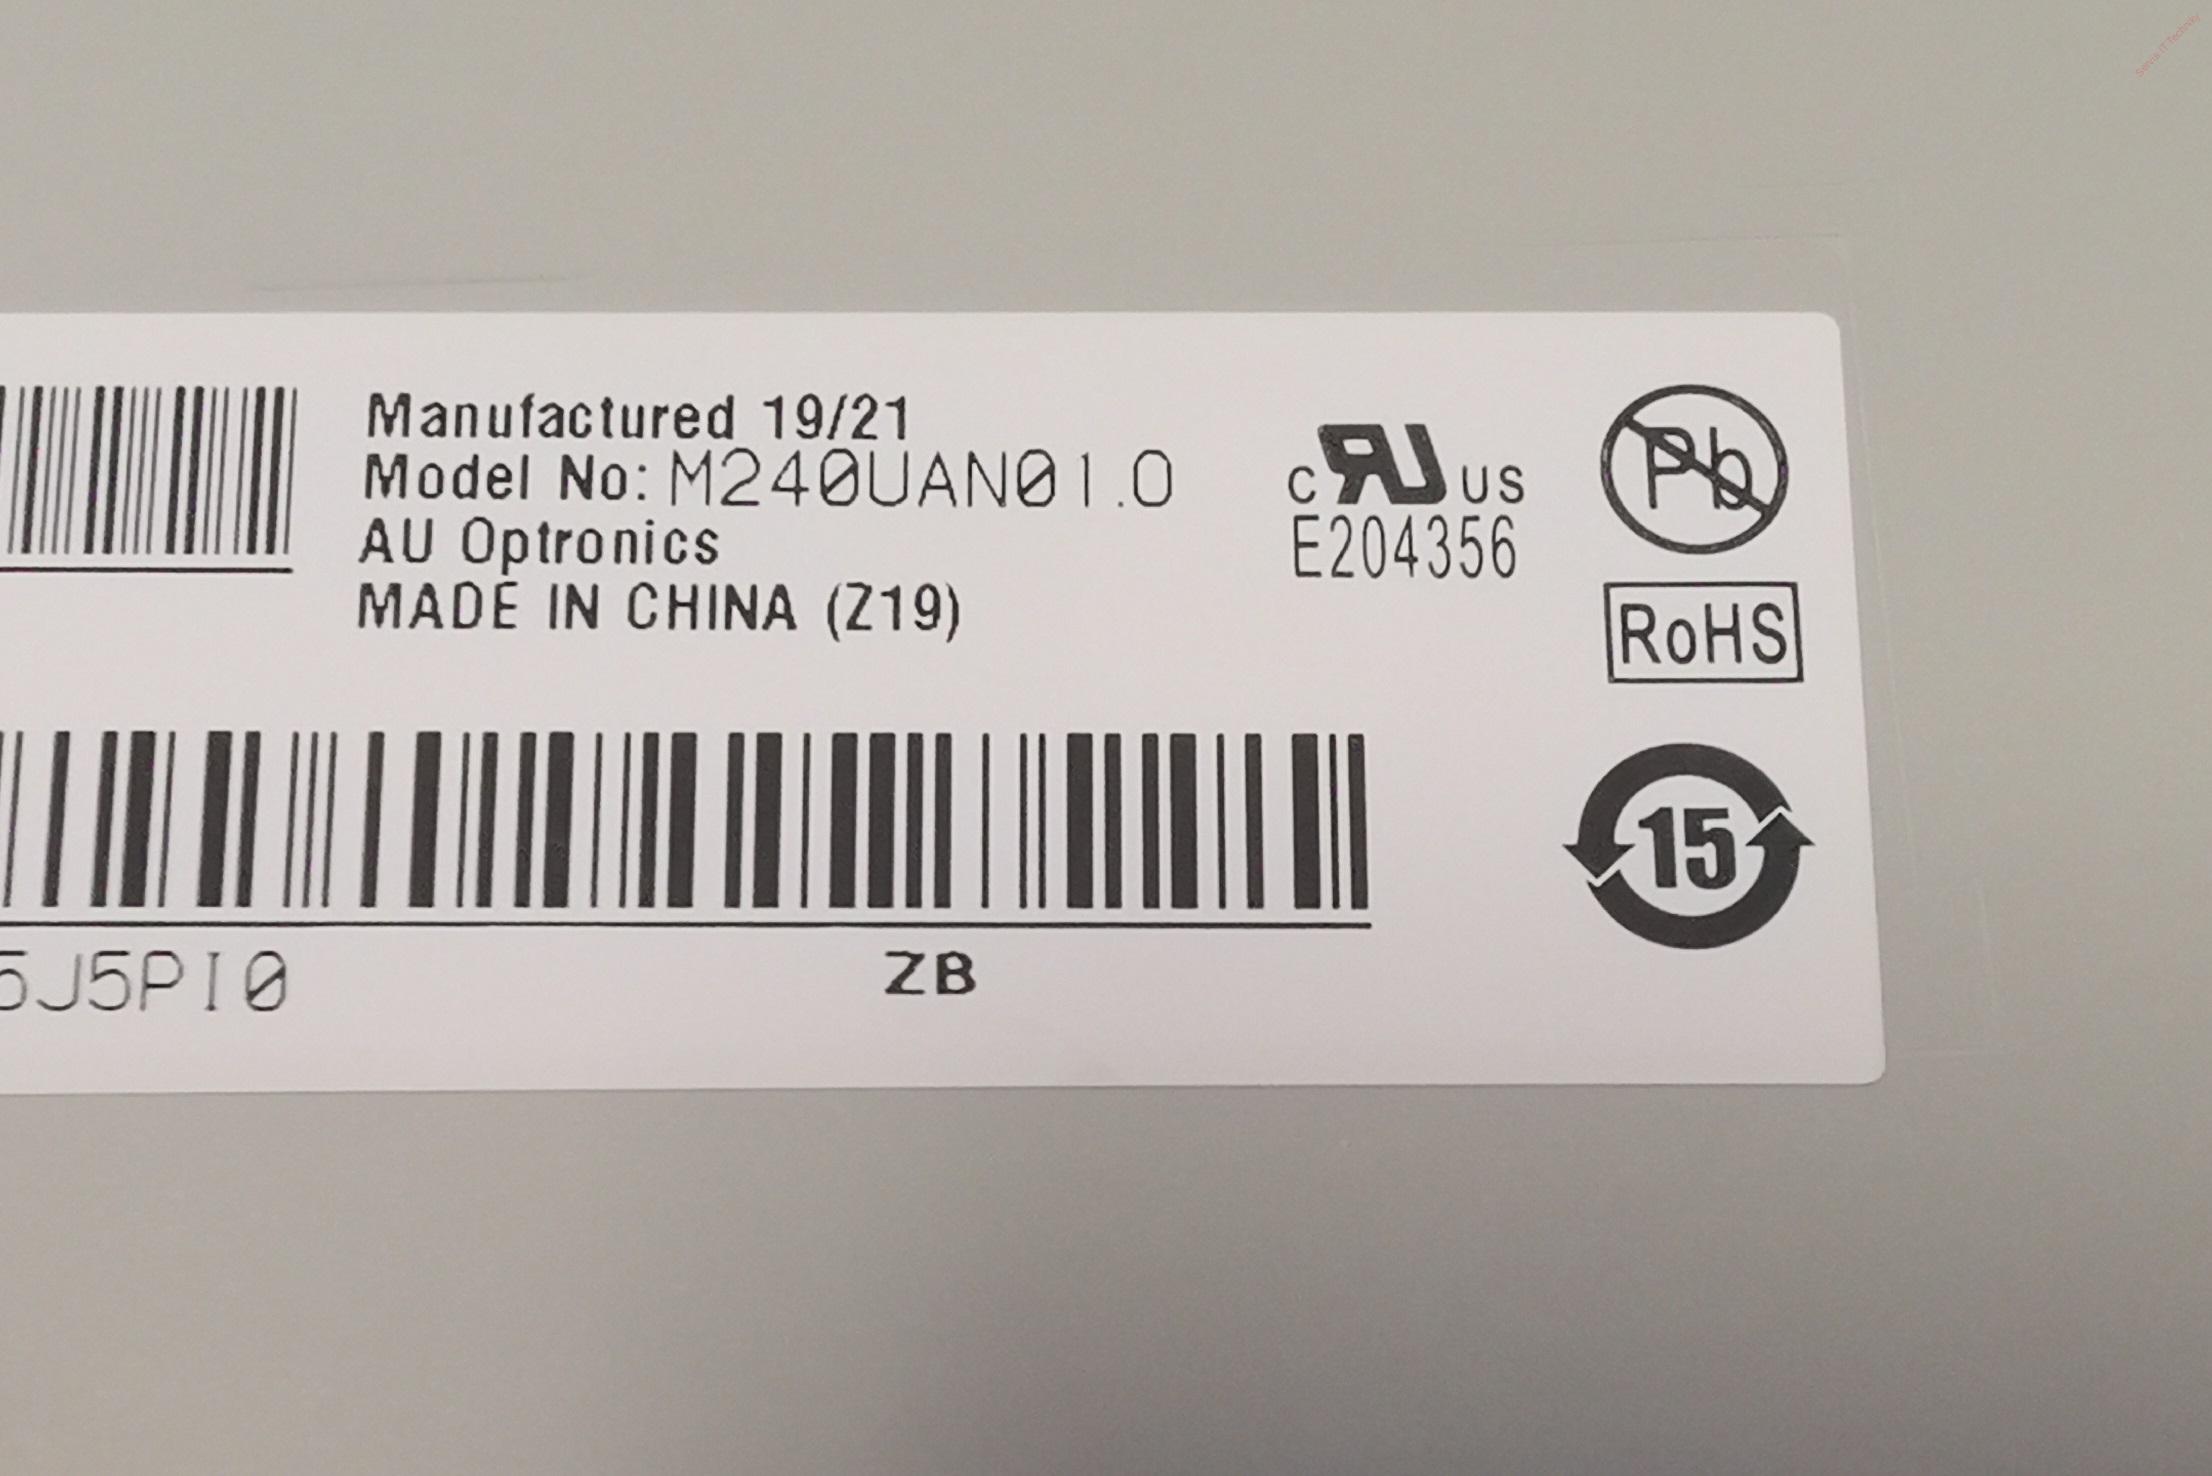 Manufactured 19/21
Model No: M240UAN01.0
AU Optronics
MADE IN CHINA (Z19)
c RU US
E204356
Pb
RoHS
15
5J5PI0
ZB